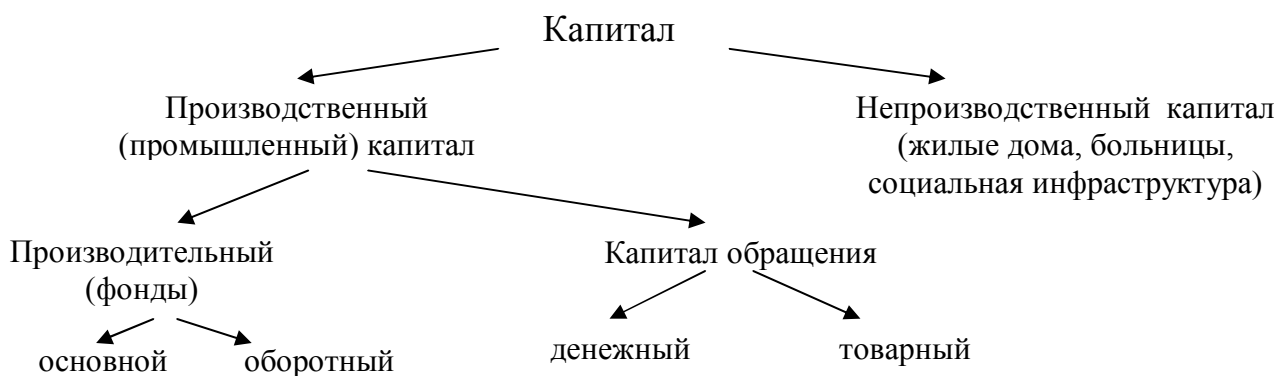 Капитал
Производственный
(промышленный) капитал
Непроизводственный капитал
(жилые дома, больницы,
социальная инфраструктура)
Производительный
(фонды)
Капитал обращения
основной
оборотный
денежный
товарный